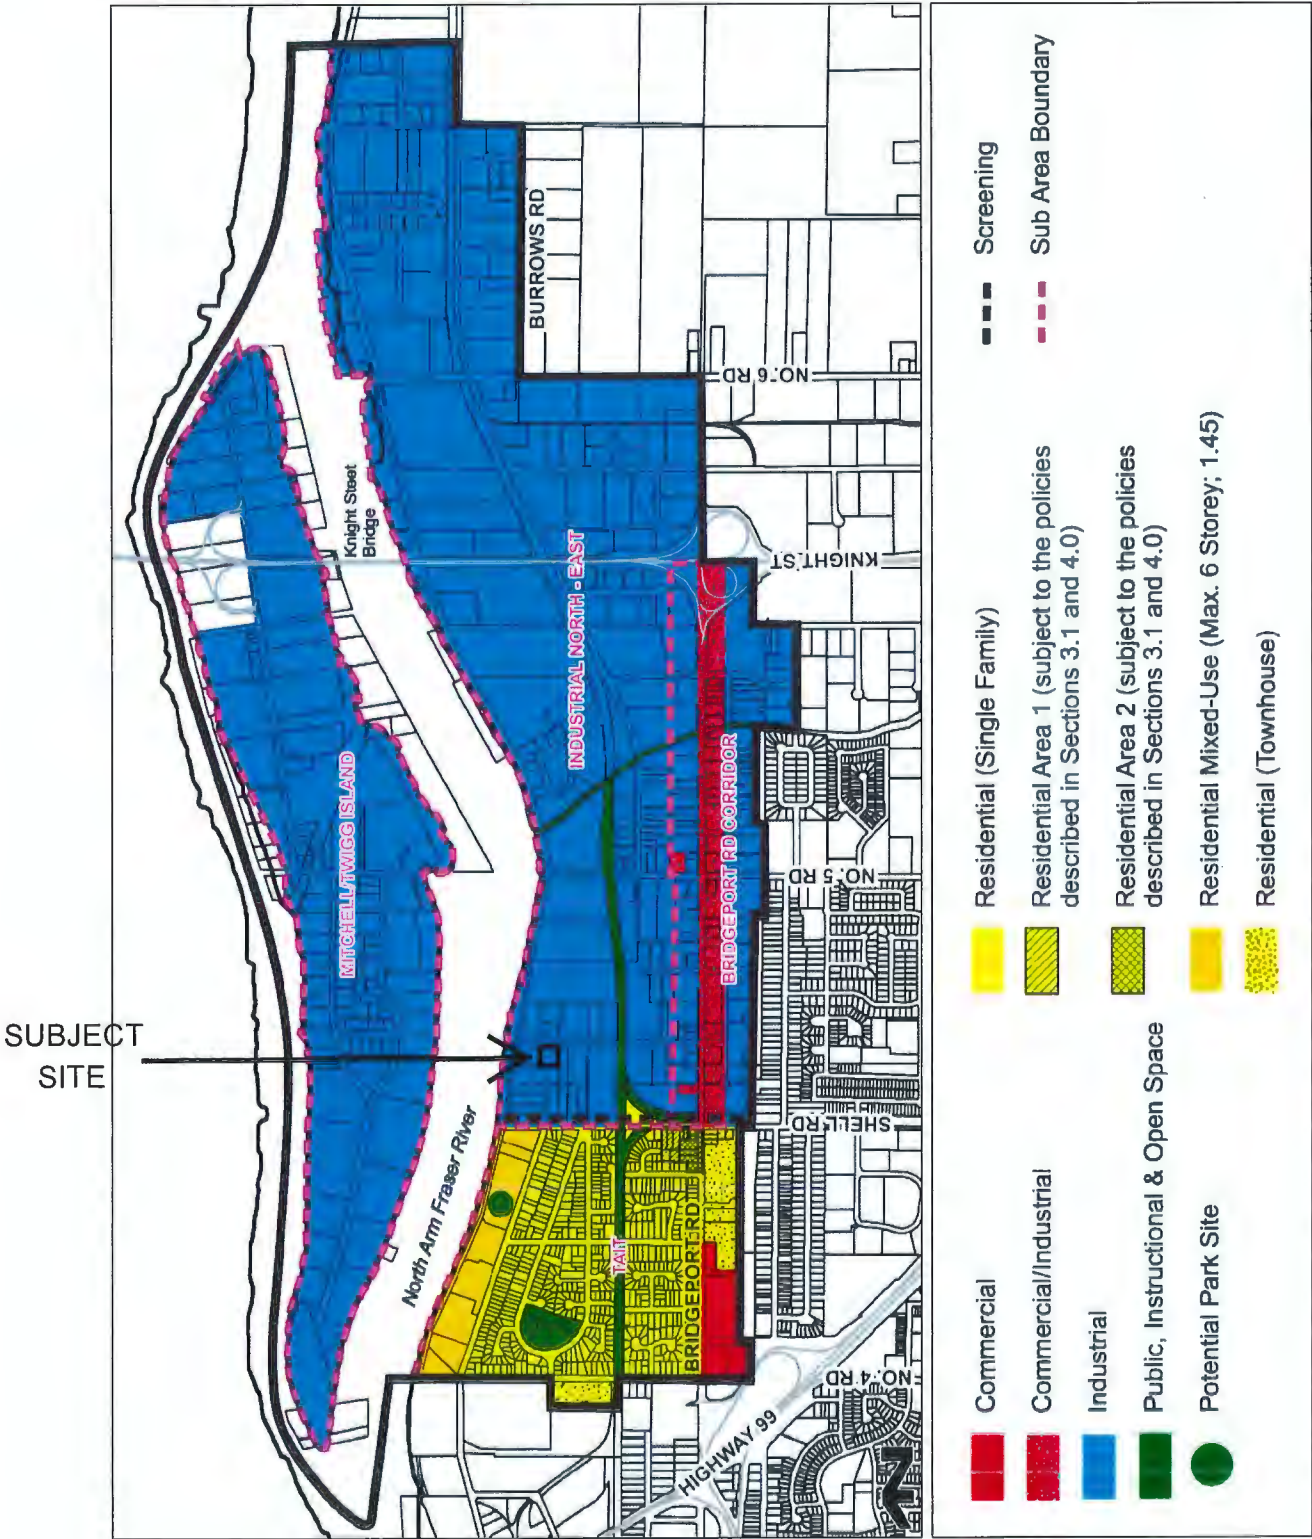 SUBJECT
SITE
BURROWS RD
NO. 6 RD
Knight Steet
Bridge
KNIGHT ST
INDUSTRIAL NORTH - EAST
MITCHELL/TWIGG ISLAND
BRIDGEPORT RD CORRIDOR
NO. 5 RD
SHELL RD
North Arm Fraser River
TAIT
BRIDGEPORT RD
NO. 4 RD
HIGHWAY 99
N
Commercial
Commercial/Industrial
Industrial
Public, Instructional & Open Space
Potential Park Site
Residential (Single Family)
Residential Area 1 (subject to the policies
described in Sections 3.1 and 4.0)
Residential Area 2 (subject to the policies
described in Sections 3.1 and 4.0)
Residential Mixed-Use (Max. 6 Storey; 1.45)
Residential (Townhouse)
Screening
Sub Area Boundary